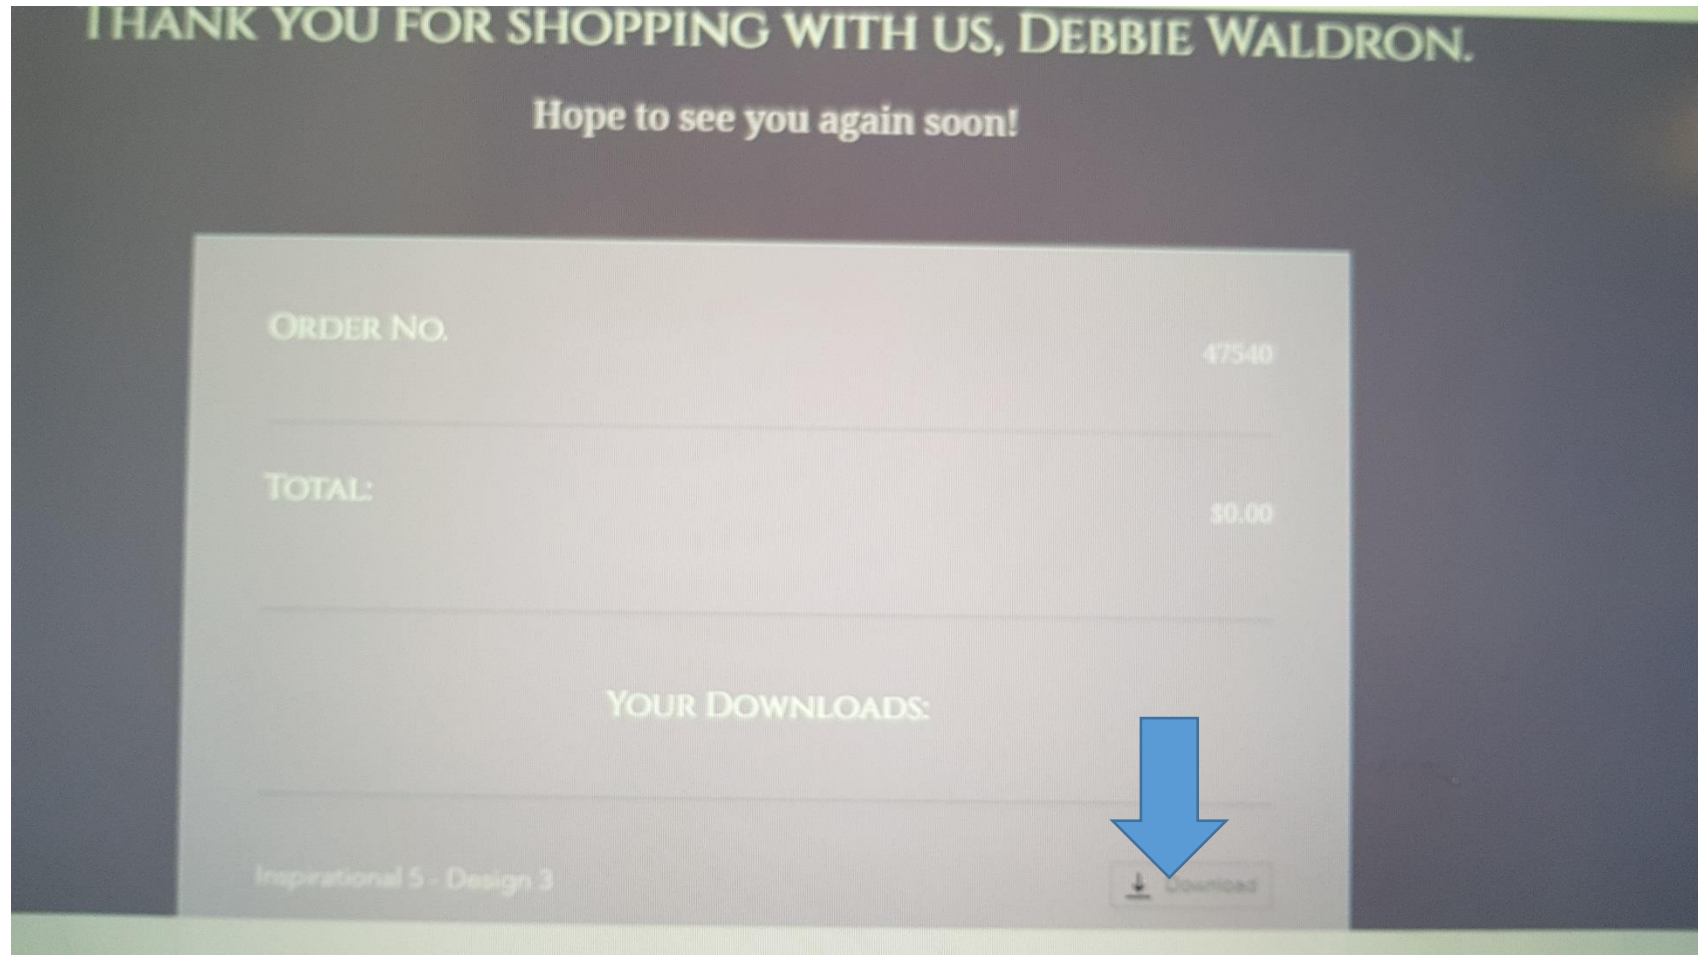 THANK YOU FOR SHOPPING WITH US, DEBBIE WALDRON.
Hope to see you again soon!
ORDER NO.
47540
TOTAL:
$0.00
YOUR DOWNLOADS:
Inspirational 5 - Design 3
Download